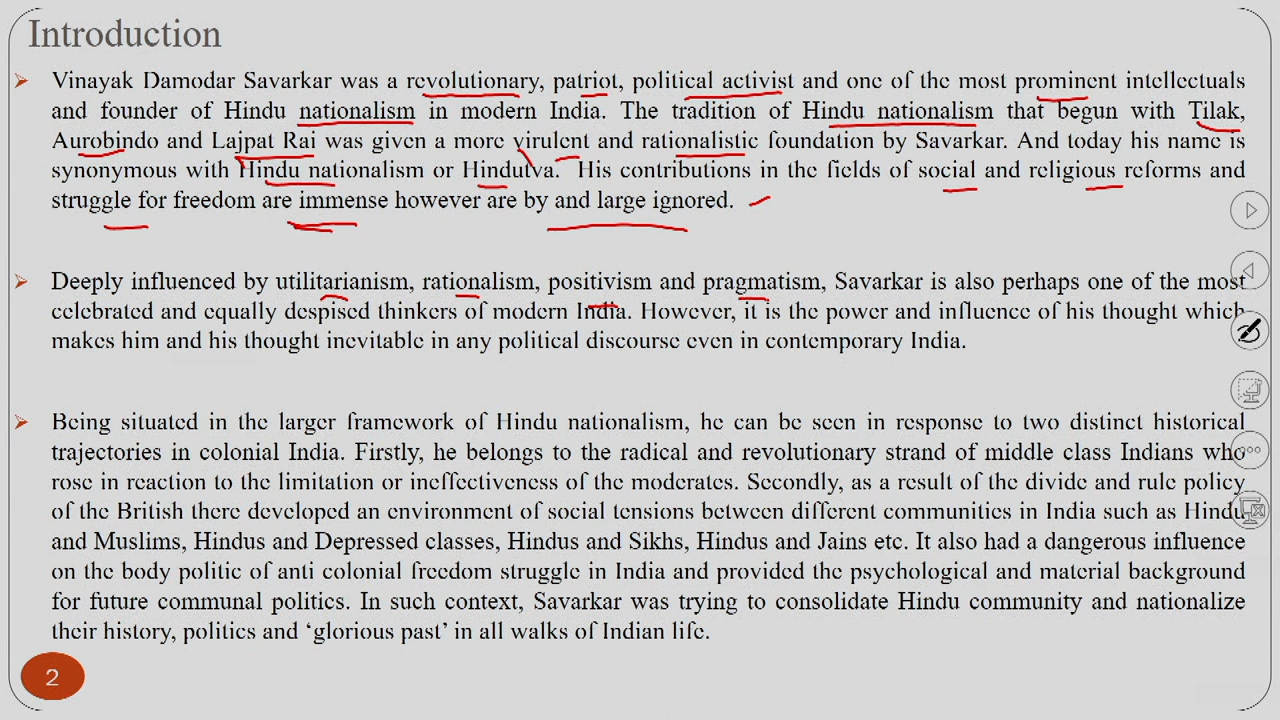 Introduction
Vinayak Damodar Savarkar was a revolutionary, patriot, political activist and one of the most prominent intellectuals
and founder of Hindu nationalism in modern India. The tradition of Hindu nationalism that begun with Tilak,
Aurobindo and Lajpat Rai was given a more virulent and rationalistic foundation by Savarkar. And today his name is
synonymous with Hindu nationalism or Hindutva. His contributions in the fields of social and religious reforms and
struggle for freedom are immense however are by and large ignored.
Deeply influenced by utilitarianism, rationalism, positivism and pragmatism, Savarkar is also perhaps one of the most
celebrated and equally despised thinkers of modern India. However, it is the power and influence of his thought which
makes him and his thought inevitable in any political discourse even in contemporary India.
Being situated in the larger framework of Hindu nationalism, he can be seen in response to two distinct historical
trajectories in colonial India. Firstly, he belongs to the radical and revolutionary strand of middle class Indians who
rose in reaction to the limitation or ineffectiveness of the moderates. Secondly, as a result of the divide and rule policy
of the British there developed an environment of social tensions between different communities in India such as Hindu
and Muslims, Hindus and Depressed classes, Hindus and Sikhs, Hindus and Jains etc. It also had a dangerous influence
on the body politic of anti colonial freedom struggle in India and provided the psychological and material background
for future communal politics. In such context, Savarkar was trying to consolidate Hindu community and nationalize
their history, politics and ‘glorious past’ in all walks of Indian life.
2